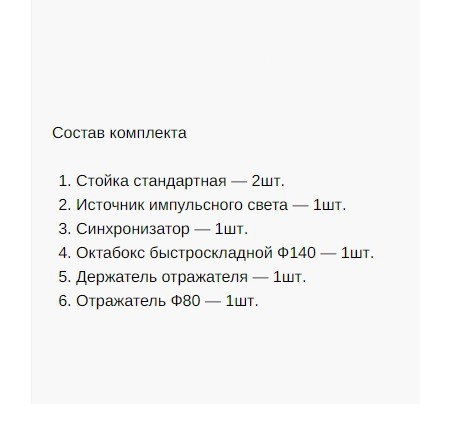 Состав комплекта
1. Стойка стандартная — 2шт.
2. Источник импульсного света — 1шт.
3. Синхронизатор — 1шт.
4. Октабокс быстроскладной Ф140 — 1шт.
5. Держатель отражателя — 1шт.
6. Отражатель Ф80 — 1шт.